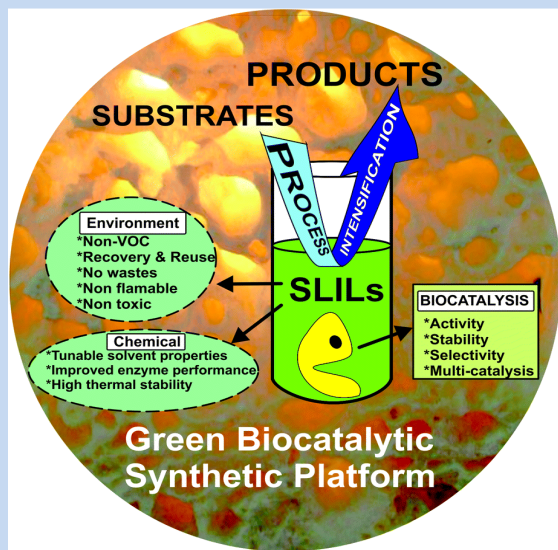 PRODUCTS
SUBSTRATES
PROCESS
INTENSIFICATION
Environment
*Non-VOC
*Recovery & Reuse
*No wastes
*Non flamable
*Non toxic
SLILs
Chemical
*Tunable solvent properties
*Improved enzyme performance
*High thermal stability
BIOCATALYSIS
*Activity
*Stability
*Selectivity
*Multi-catalysis
Green Biocatalytic
Synthetic Platform